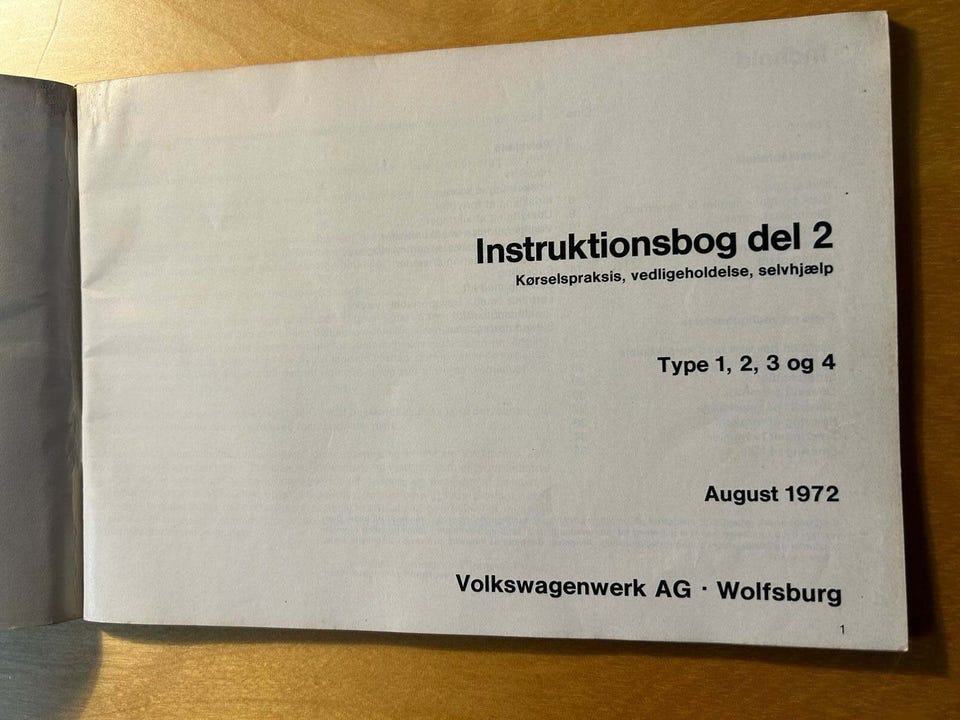 Instruktionsbog del 2
Kørselspraksis, vedligeholdelse, selvhjælp
Type 1, 2, 3 og 4
August 1972
Volkswagenwerk AG · Wolfsburg
1